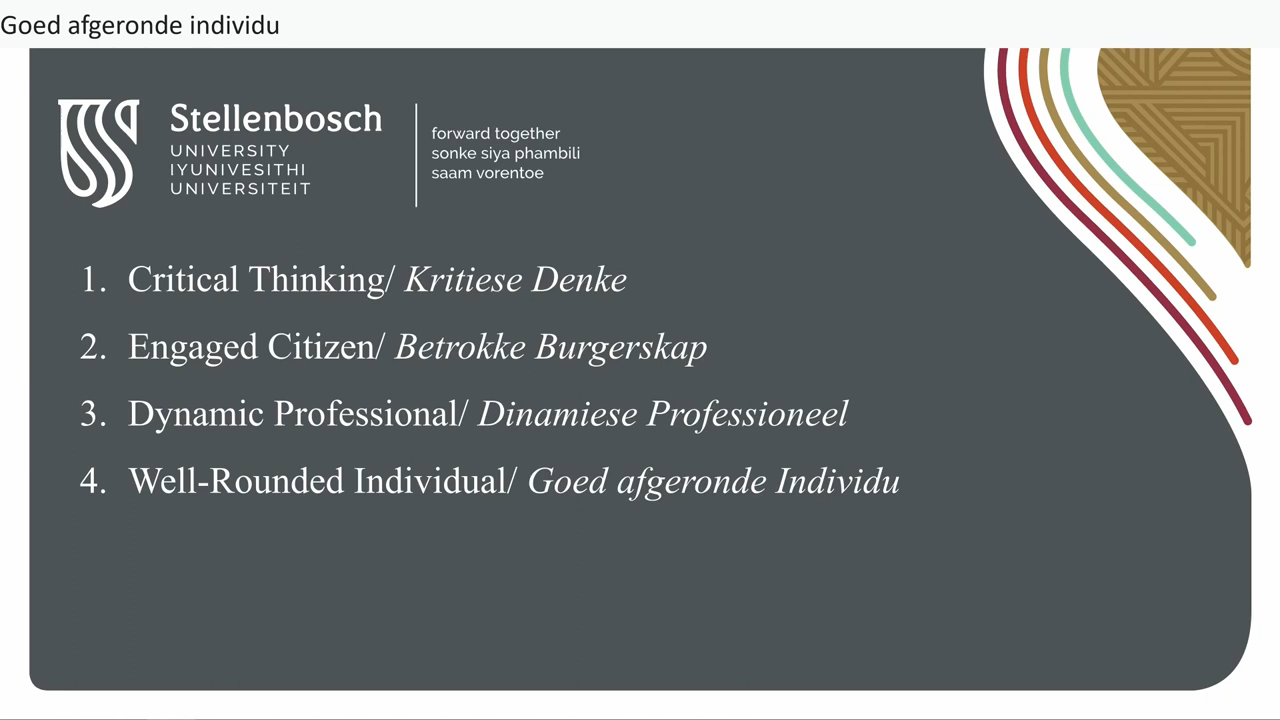 Goed afgeronde individu
Stellenbosch
UNIVERSITY
IYUNIVESITHI
UNIVERSITEIT
forward together
sonke siya phambili
saam vorentoe
1. Critical Thinking/ Kritiese Denke
2. Engaged Citizen/ Betrokke Burgerskap
3. Dynamic Professional/ Dinamiese Professioneel
4. Well-Rounded Individual/ Goed afgeronde Individu